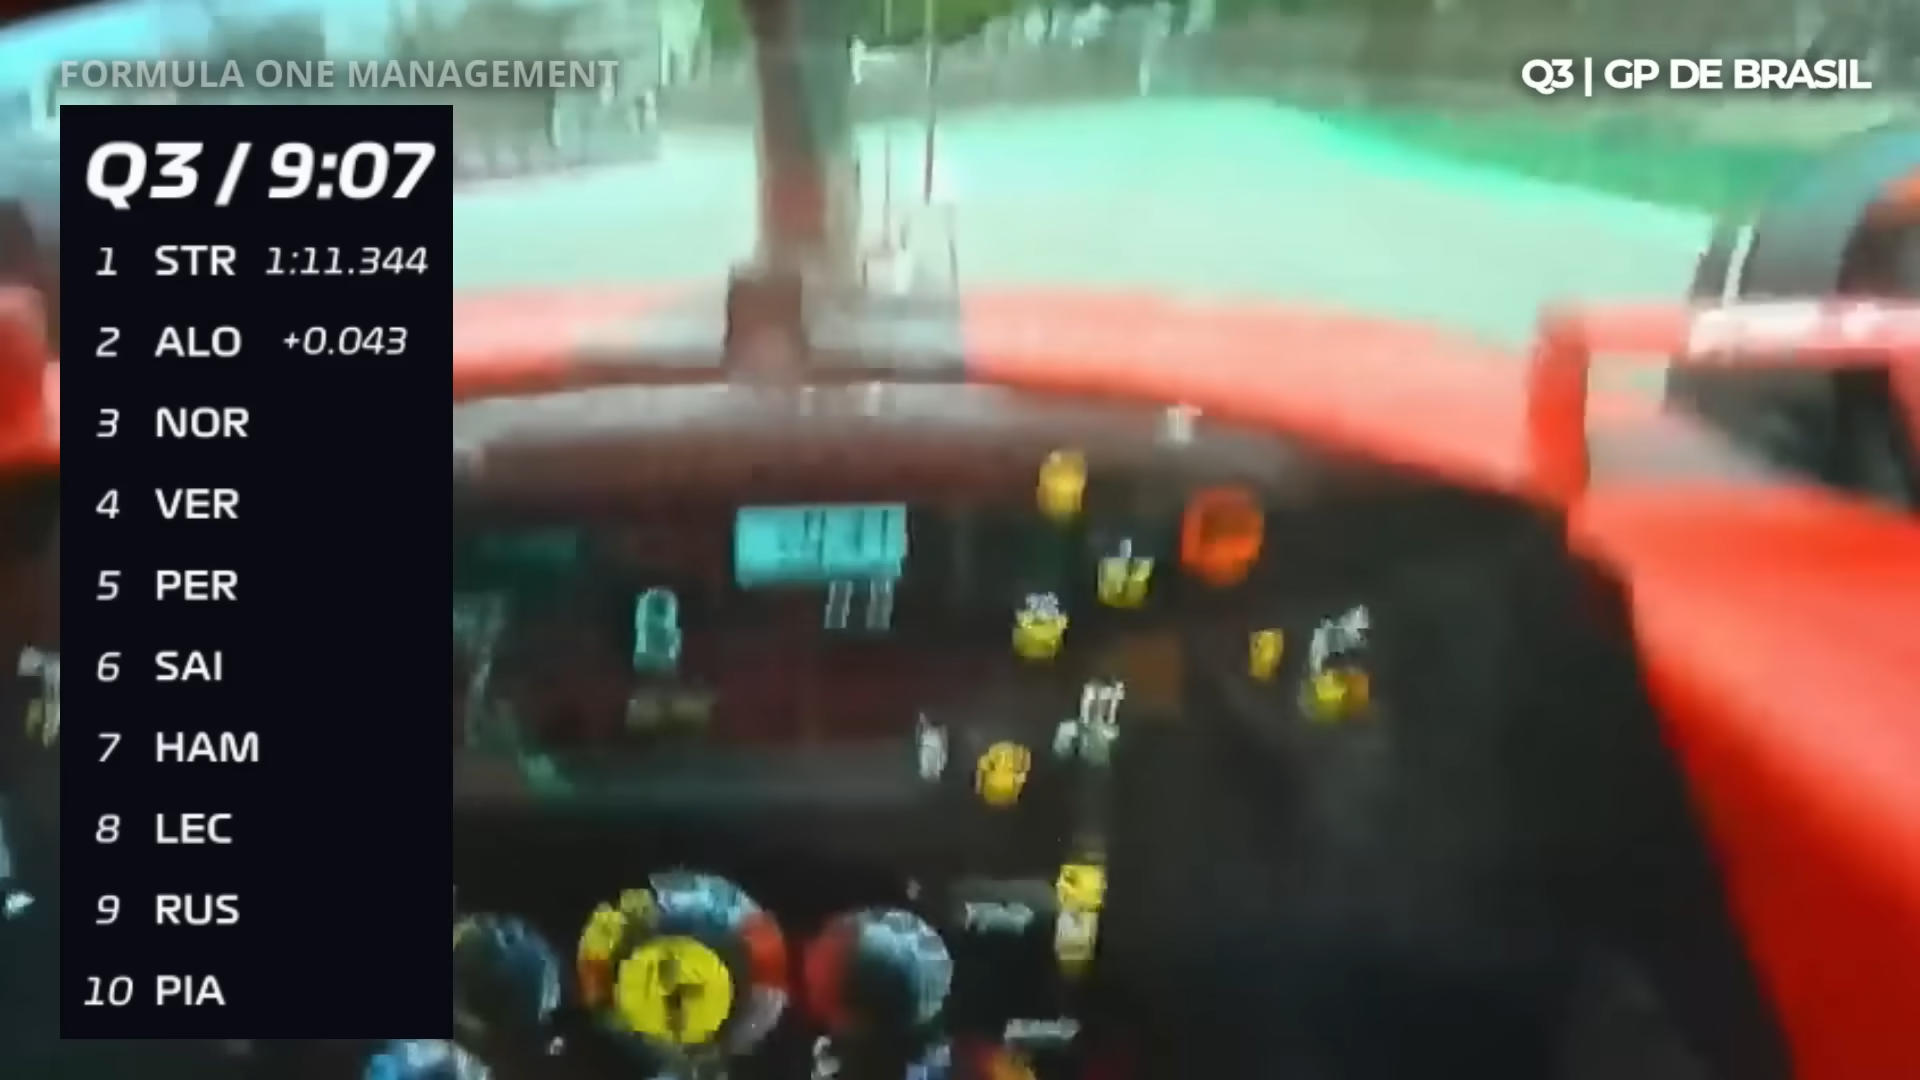 FORMULA ONE MANAGEMENT
Q3 | GP DE BRASIL
Q3 / 9:07
1 STR 1:11.344
2 ALO +0.043
3 NOR
4 VER
5 PER
6 SAI
7 HAM
8 LEC
9 RUS
10 PIA